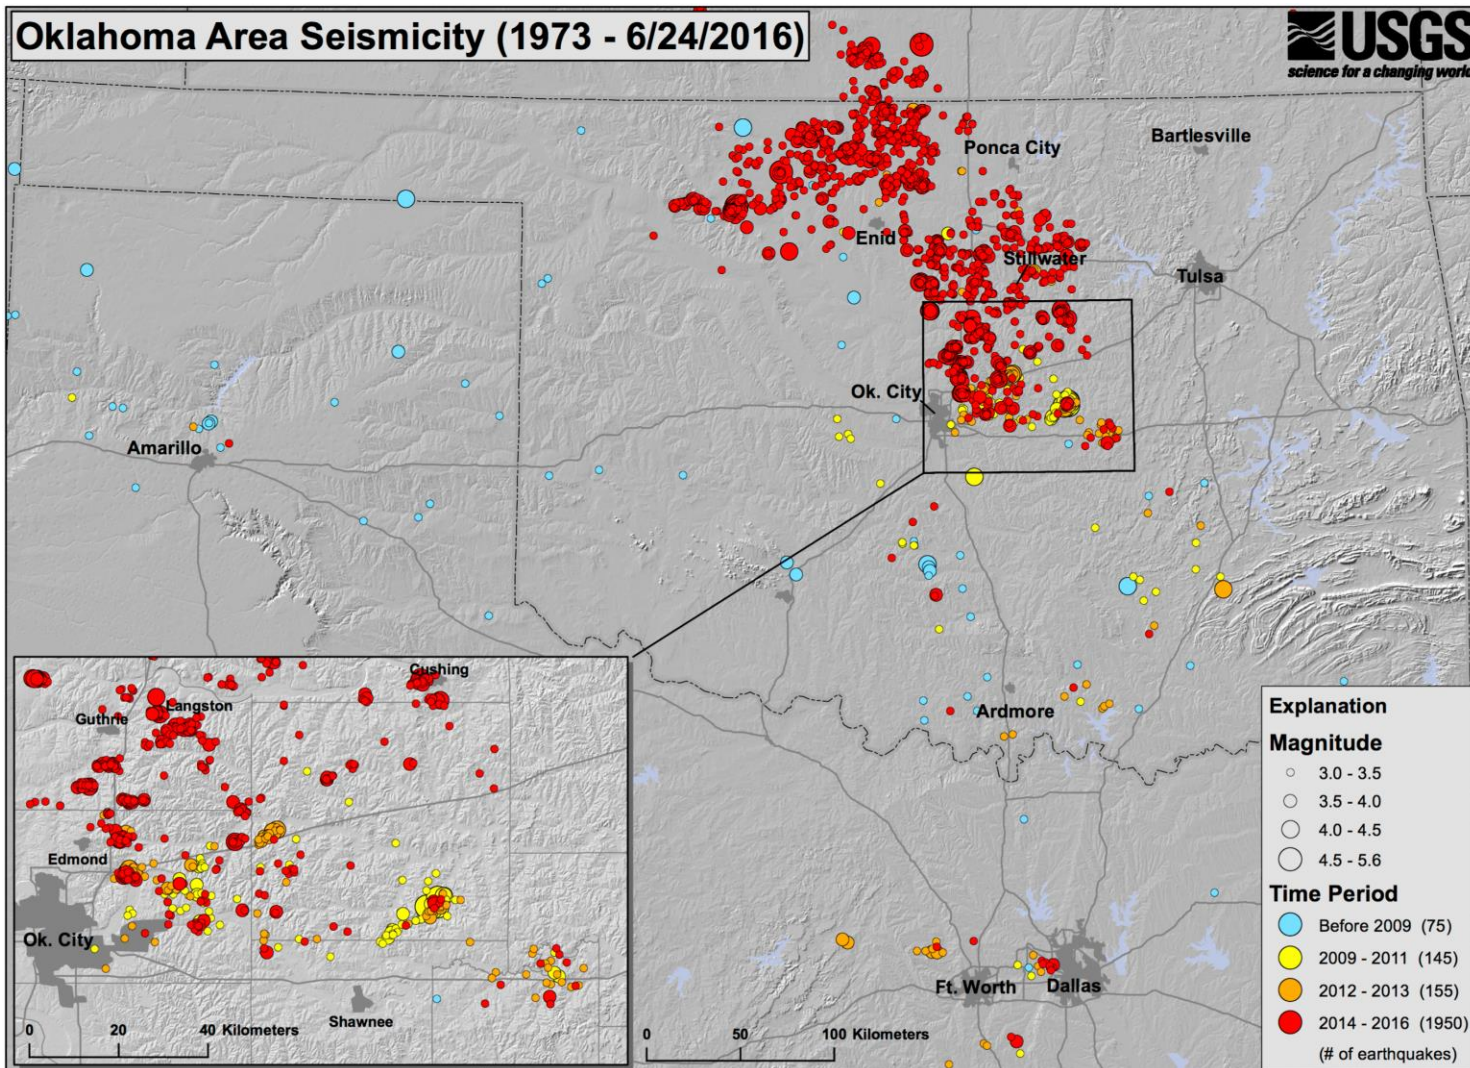 Oklahoma Area Seismicity (1973 - 6/24/2016)
USGS
science for a changing world
Ponca City
Bartlesville
Enid
Stillwater
Tulsa
Ok. City
Amarillo
Ardmore
Ft. Worth
Dallas
Cushing
Guthrie
Langston
Edmond
Ok. City
Shawnee
0 20 40 Kilometers
0 50 100 Kilometers
Explanation
Magnitude
3.0 - 3.5
3.5 - 4.0
4.0 - 4.5
4.5 - 5.6
Time Period
Before 2009 (75)
2009 - 2011 (145)
2012 - 2013 (155)
2014 - 2016 (1950)
(# of earthquakes)